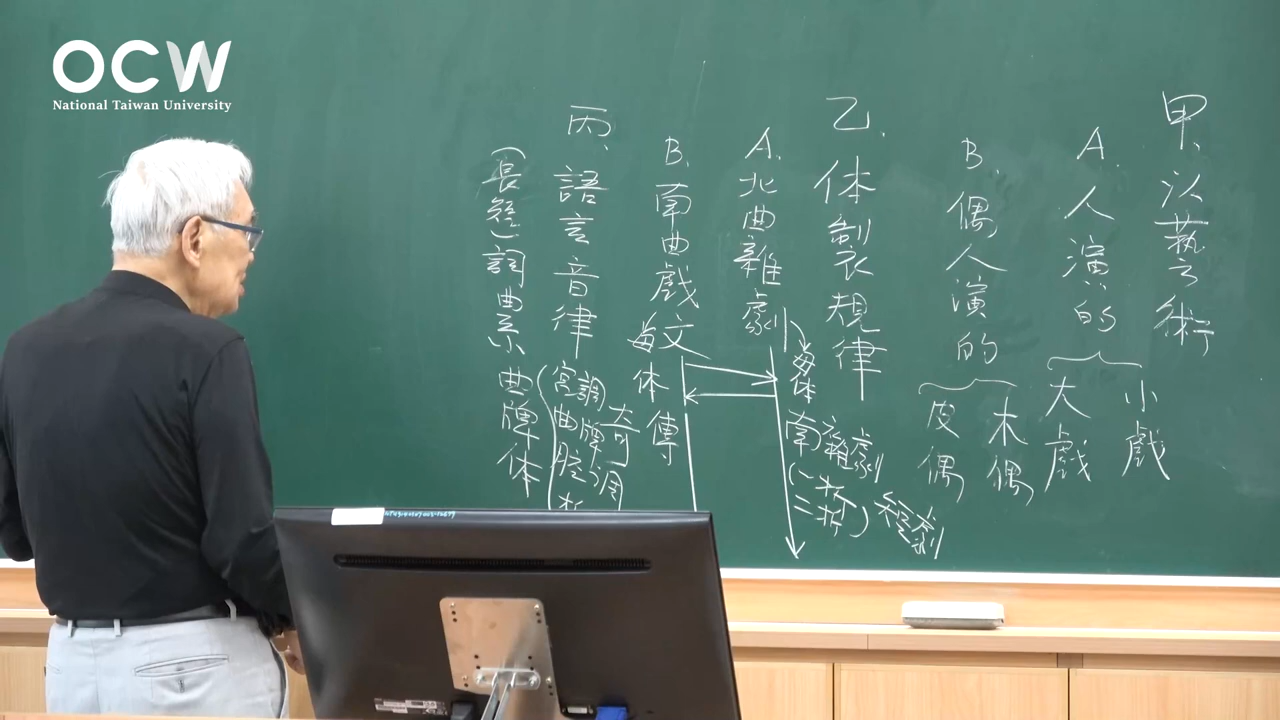 OCW
National Taiwan University
甲、以藝術
A.人演的
小戲
大戲
B.偶人演的
木偶
皮偶
乙、体製規律
A.北曲雜劇
南雜劇
(一折
二折)
短劇
B.南曲戲文
体傳
奇
丙、語言音律
(宮調
曲牌
腔調
(長短)詞曲系曲牌体